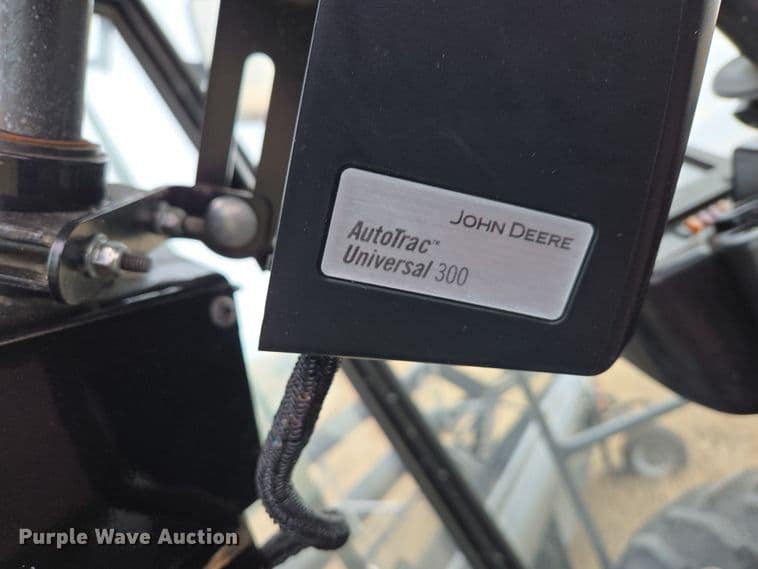 JOHN DEERE
AutoTrac™
Universal 300
Purple Wave Auction